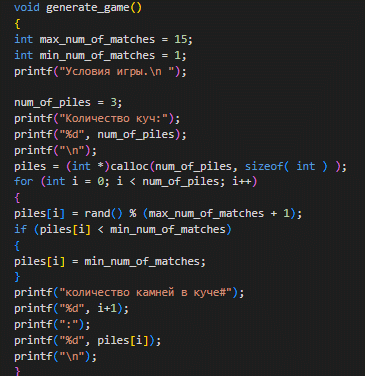 void generate_game()
{
int max_num_of_matches = 15;
int min_num_of_matches = 1;
printf("Условия игры.\n ");
num_of_piles = 3;
printf("Количество куч:");
printf("%d", num_of_piles);
printf("\n");
piles = (int *)calloc(num_of_piles, sizeof( int ) );
for (int i = 0; i < num_of_piles; i++)
{
piles[i] = rand() % (max_num_of_matches + 1);
if (piles[i] < min_num_of_matches)
{
piles[i] = min_num_of_matches;
}
printf("количество камней в куче#");
printf("%d", i+1);
printf(":");
printf("%d", piles[i]);
printf("\n");
}